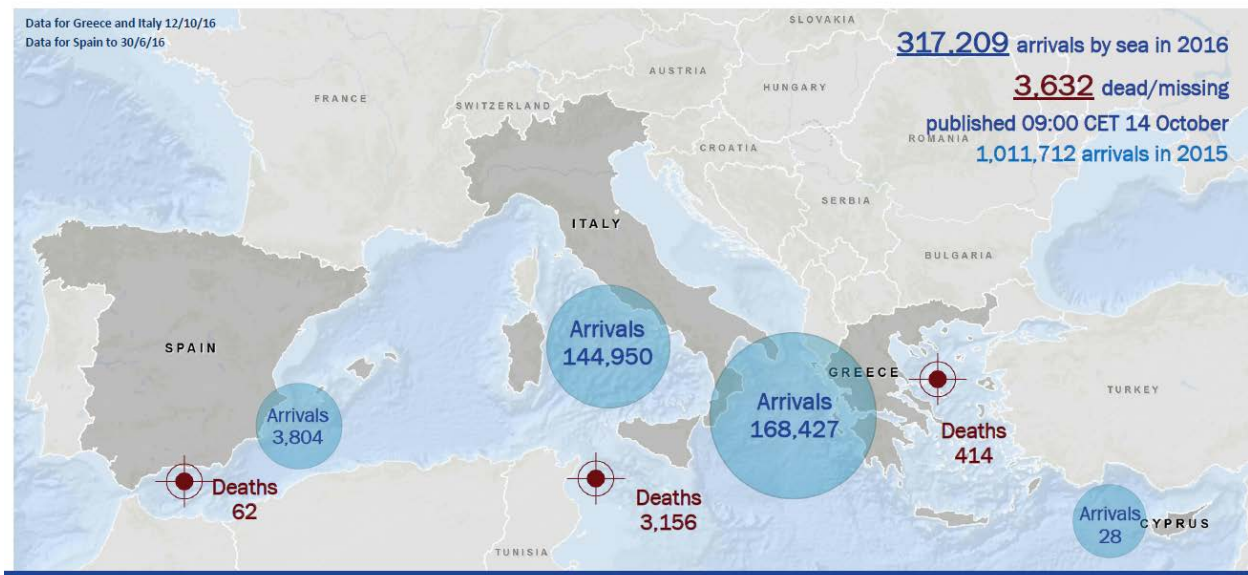 Data for Greece and Italy 12/10/16
Data for Spain to 30/6/16
317,209 arrivals by sea in 2016
3,632 dead/missing
published 09:00 CET 14 October
1,011,712 arrivals in 2015
SLOVAKIA
AUSTRIA
HUNGARY
FRANCE
SWITZERLAND
ROMANIA
CROATIA
SERBIA
ITALY
BULGARIA
SPAIN
GREECE
TURKEY
Arrivals
144,950
Arrivals
168,427
Arrivals
3,804
Deaths
414
Deaths
62
Deaths
3,156
Arrivals
28
CYPRUS
TUNISIA